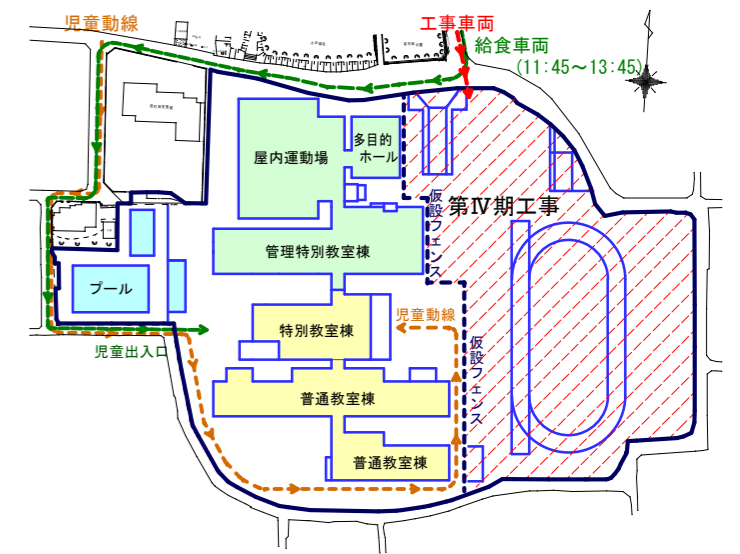 児童動線
工事車両
給食車両
(11:45～13:45)
屋内運動場
多目的
ホール
仮設フェンス
第Ⅳ期工事
管理特別教室棟
プール
特別教室棟
児童動線
児童出入口
仮設フェンス
普通教室棟
普通教室棟